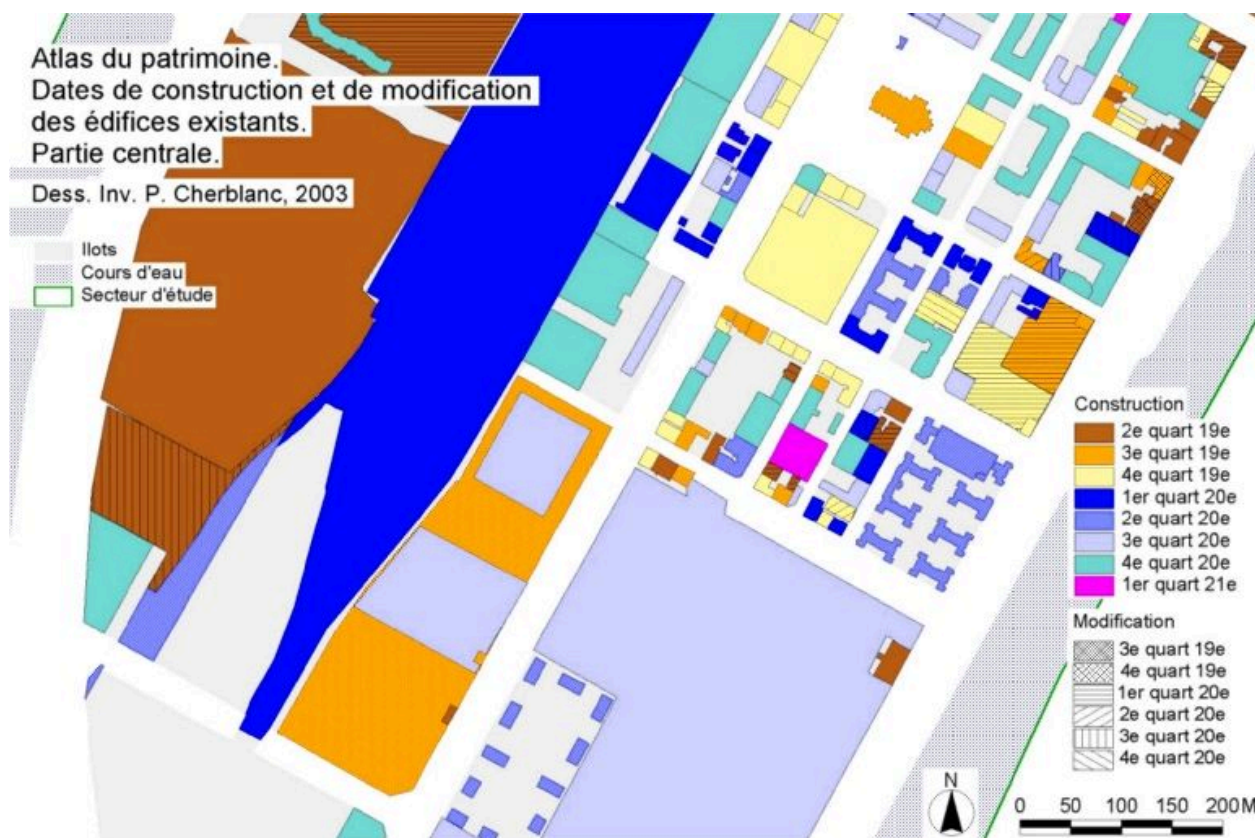 Atlas du patrimoine.
Dates de construction et de modification
des édifices existants.
Partie centrale.
Dess. Inv. P. Cherblanc, 2003
Ilots
Cours d'eau
Secteur d'étude
Construction
2e quart 19e
3e quart 19e
4e quart 19e
1er quart 20e
2e quart 20e
3e quart 20e
4e quart 20e
1er quart 21e
Modification
3e quart 19e
4e quart 19e
1er quart 20e
2e quart 20e
3e quart 20e
4e quart 20e
N
0 50 100 150 200M